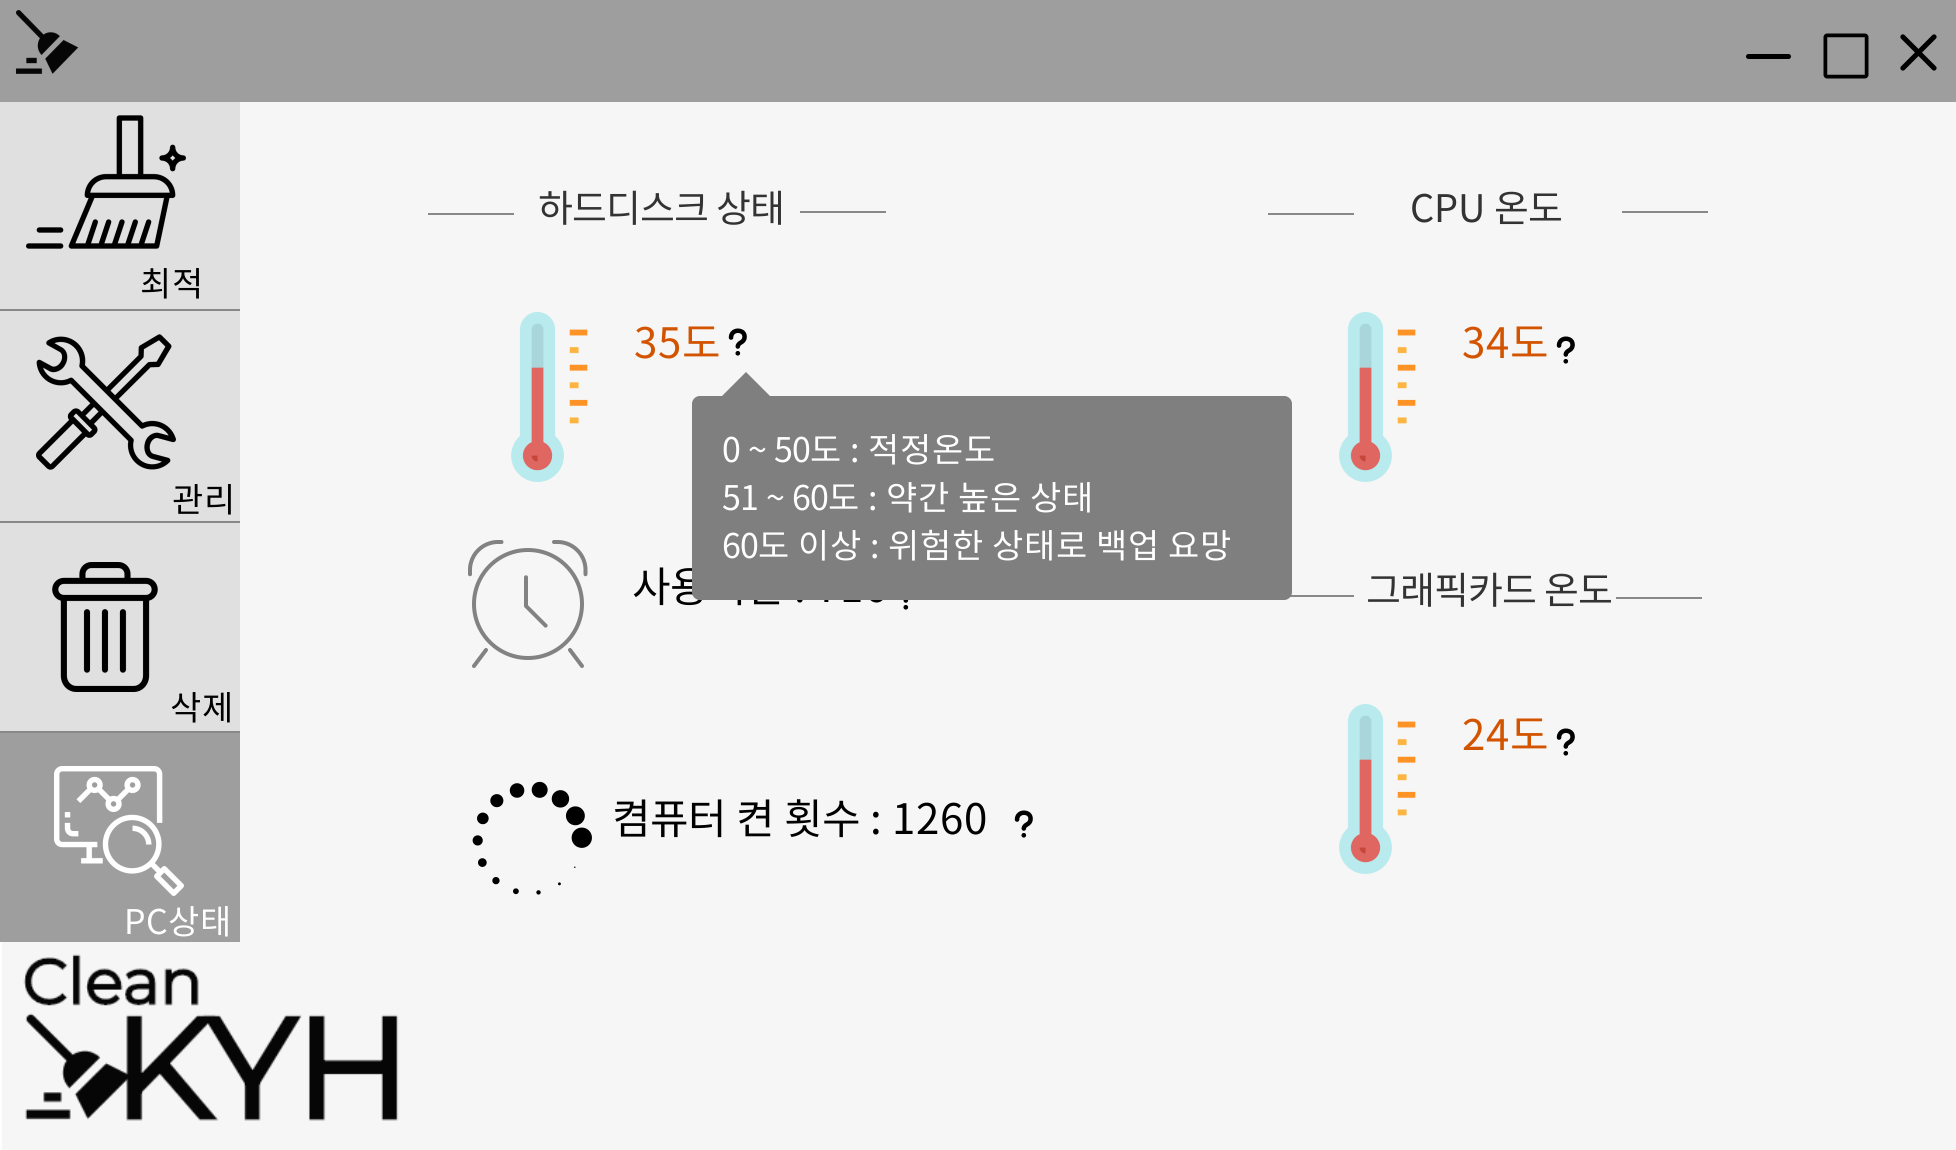 최적
관리
삭제
PC상태
Clean
KYH
하드디스크 상태
35도 ?
0 ~ 50도 : 적정온도
51 ~ 60도 : 약간 높은 상태
60도 이상 : 위험한 상태로 백업 요망
컴퓨터 켠 횟수 : 1260 ?
CPU 온도
34도 ?
그래픽카드 온도
24도 ?